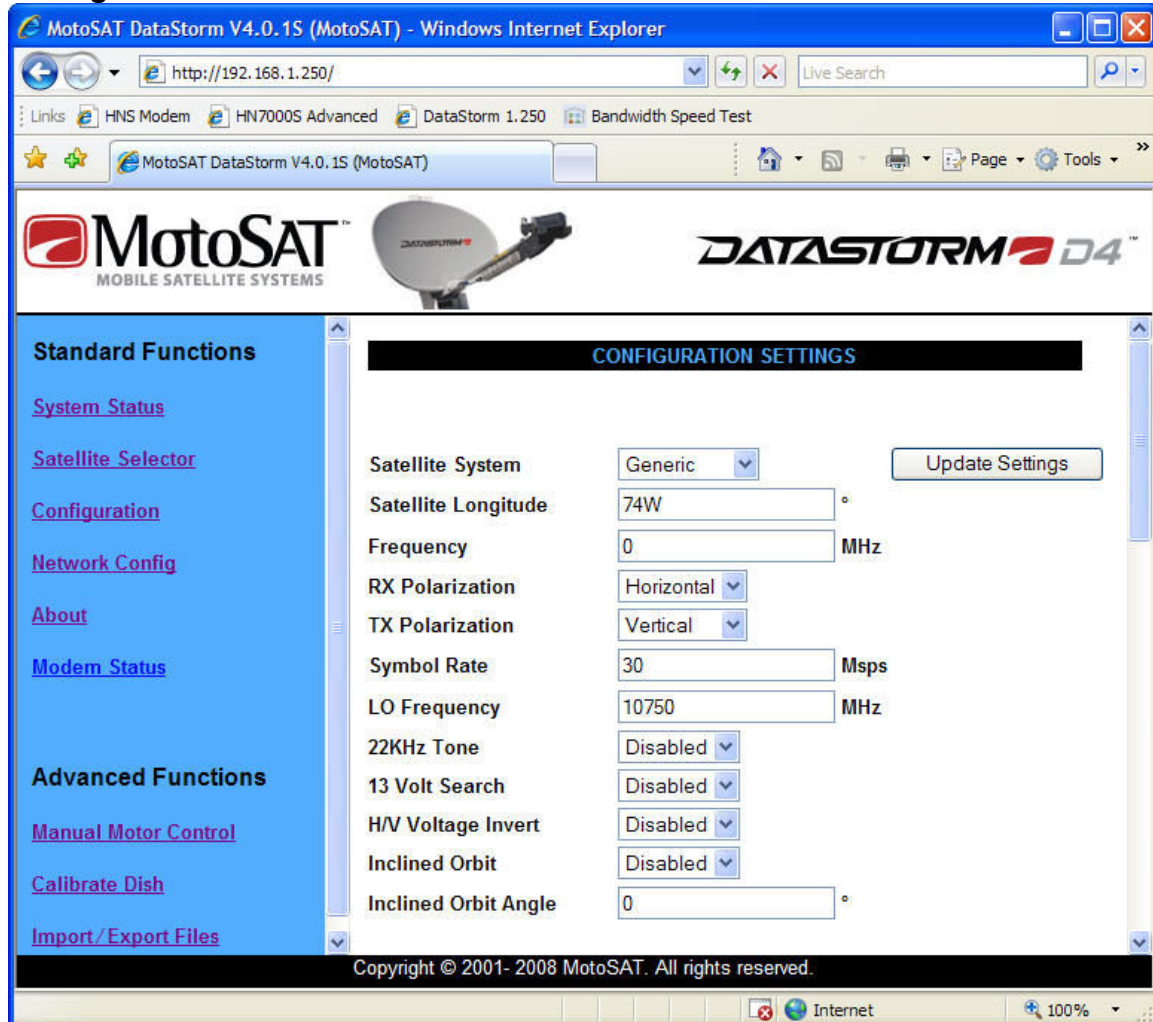 MotoSAT DataStorm V4.0.1S (MotoSAT) - Windows Internet Explorer
http://192.168.1.250/
Live Search
Links HNS Modem HN7000S Advanced DataStorm 1.250 Bandwidth Speed Test
MotoSAT DataStorm V4.0.1S (MotoSAT)
Page Tools »
MotoSAT™
MOBILE SATELLITE SYSTEMS
DATASTORM
DATASTORM D4™
Standard Functions
System Status
Satellite Selector
Configuration
Network Config
About
Modem Status
Advanced Functions
Manual Motor Control
Calibrate Dish
Import/Export Files
CONFIGURATION SETTINGS
Satellite System Generic Update Settings
Satellite Longitude 74W °
Frequency 0 MHz
RX Polarization Horizontal
TX Polarization Vertical
Symbol Rate 30 Msps
LO Frequency 10750 MHz
22KHz Tone Disabled
13 Volt Search Disabled
H/V Voltage Invert Disabled
Inclined Orbit Disabled
Inclined Orbit Angle 0 °
Copyright © 2001- 2008 MotoSAT. All rights reserved.
Internet 100%